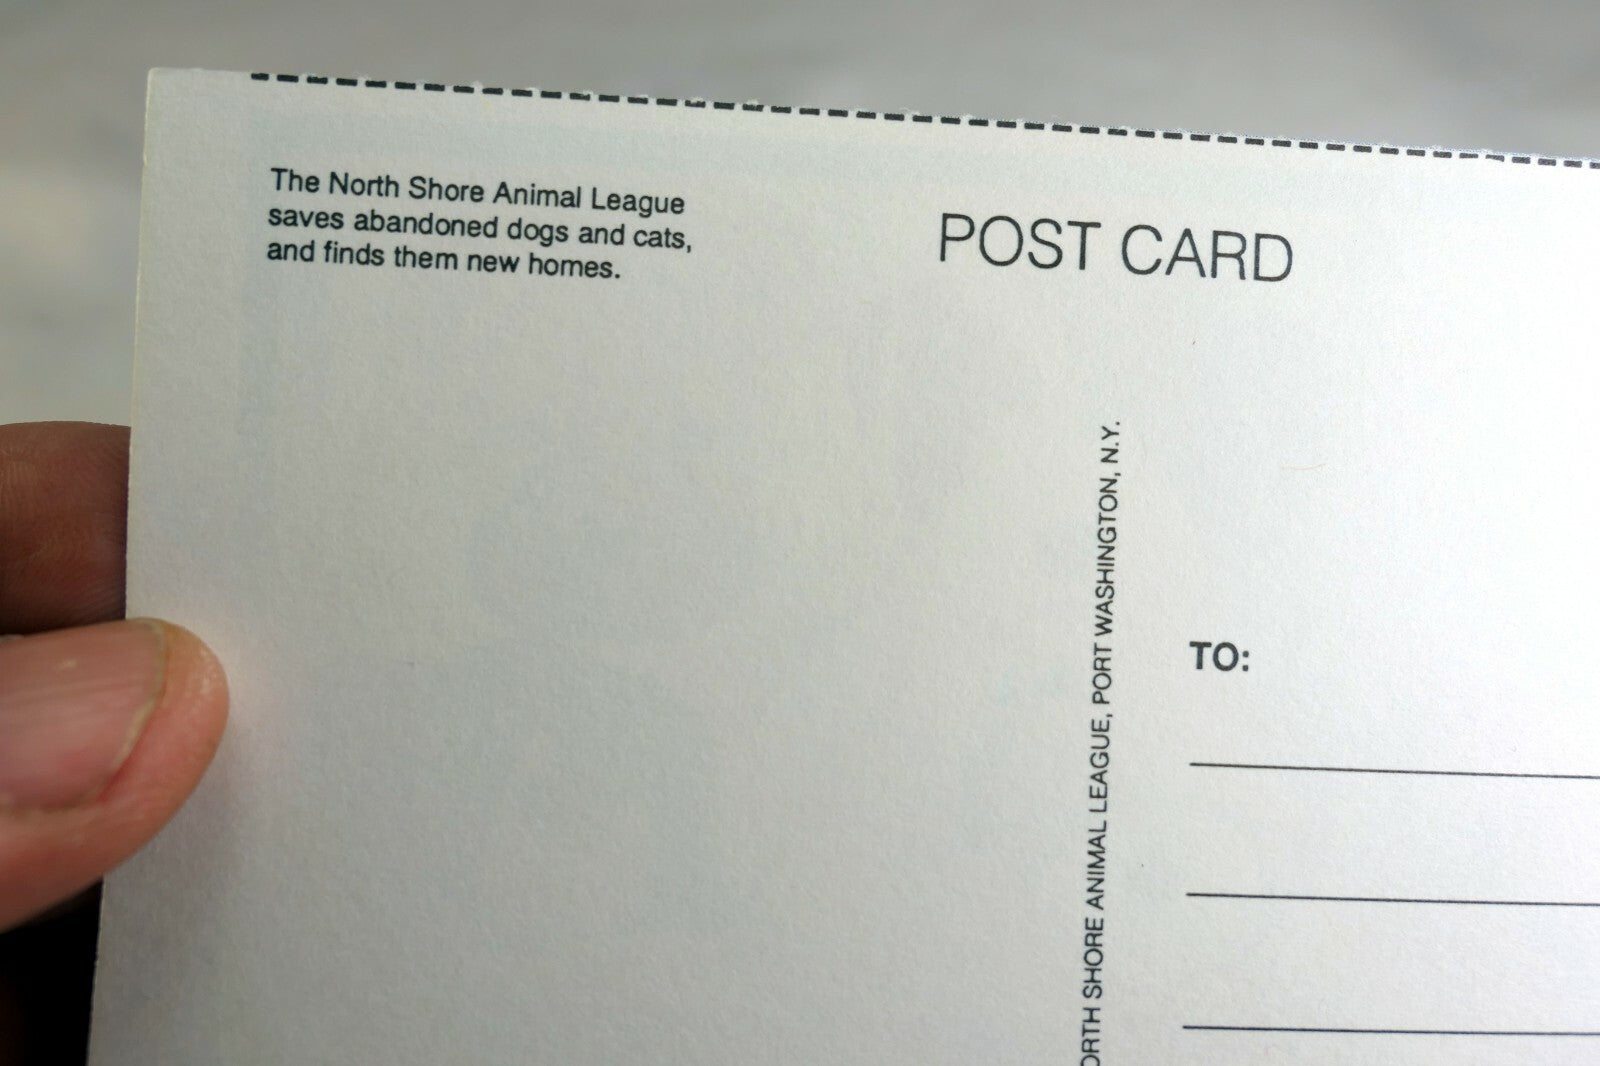 The North Shore Animal League
saves abandoned dogs and cats,
and finds them new homes.
POST CARD
SHORE ANIMAL LEAGUE, PORT WASHINGTON, N.Y.
TO: